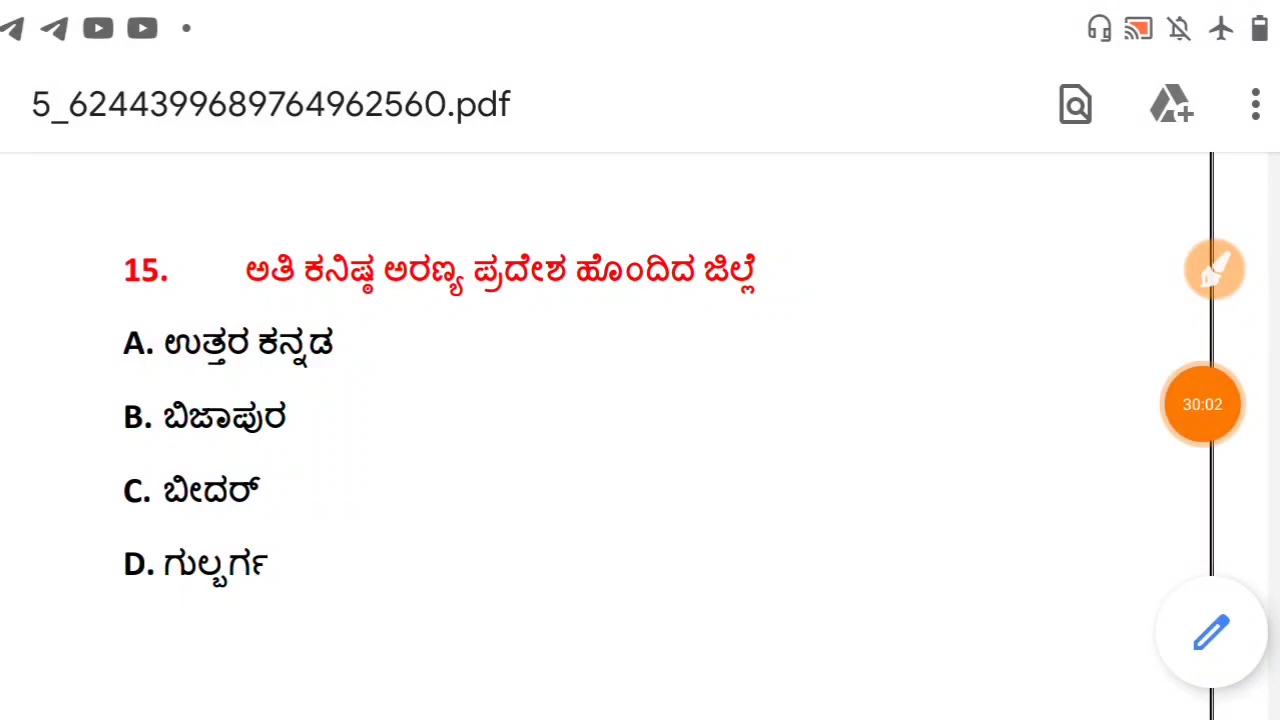 5_6244399689764962560.pdf
15. ಅತಿ ಕನಿಷ್ಠ ಅರಣ್ಯ ಪ್ರದೇಶ ಹೊಂದಿದ ಜಿಲ್ಲೆ
A. ಉತ್ತರ ಕನ್ನಡ
B. ಬಿಜಾಪುರ
30:02
C. ಬೀದರ್
D. ಗುಲ್ಬರ್ಗ